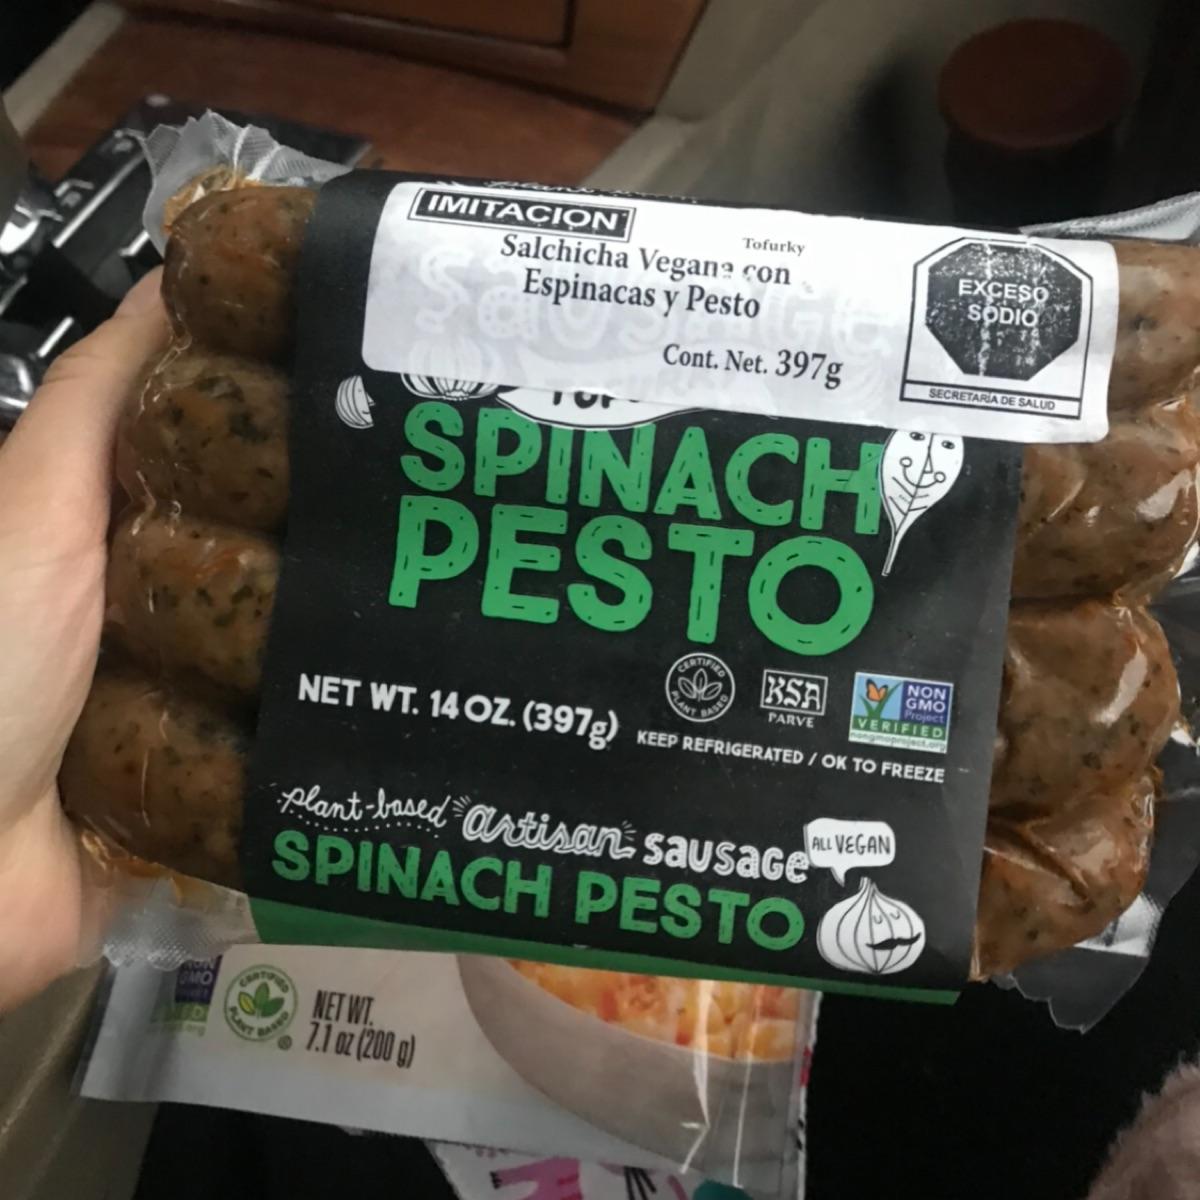 IMITACION
Tofurky
Salchicha Vegana con
Espinacas y Pesto
Cont. Net. 397g
EXCESO
SODIO
SECRETARÍA DE SALUD
SPINACH
PESTO
NET WT. 14 OZ. (397g)
CERTIFIED
PLANT BASED
KSA
PARVE
NON
GMO
Project
VERIFIED
nongmoproject.org
KEEP REFRIGERATED / OK TO FREEZE
plant-based artisan sausage
SPINACH PESTO
ALL VEGAN
NON
GMO
CERTIFIED
PLANT BASED
NET WT.
7.1 oz (200 g)